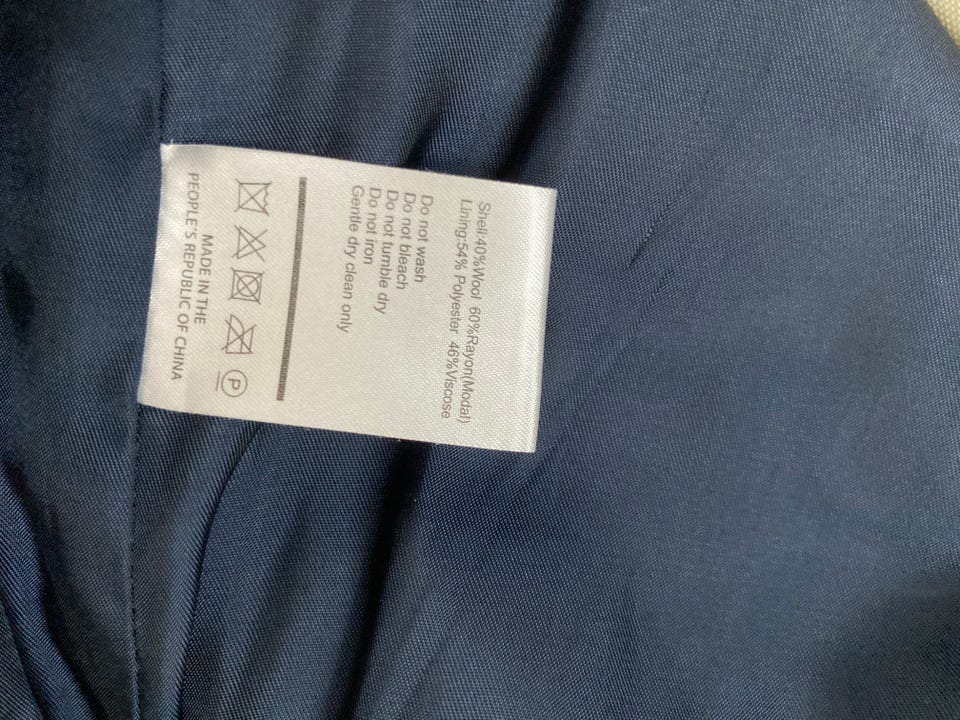 Shell:40%Wool 60%Rayon(Modal)
Lining:54% Polyester 46%Viscose
Do not wash
Do not bleach
Do not tumble dry
Do not iron
Gentle dry clean only
P
MADE IN THE
PEOPLE'S REPUBLIC OF CHINA